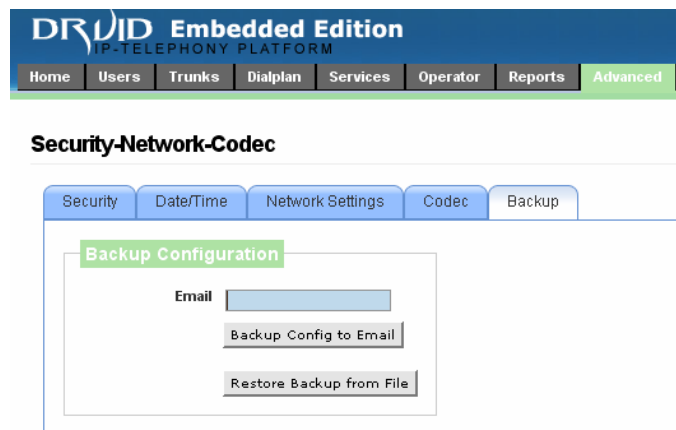 DRUID Embedded Edition
IP-TELEPHONY PLATFORM
Home Users Trunks Dialplan Services Operator Reports Advanced
Security-Network-Codec
Security Date/Time Network Settings Codec Backup
Backup Configuration
Email
Backup Config to Email
Restore Backup from File